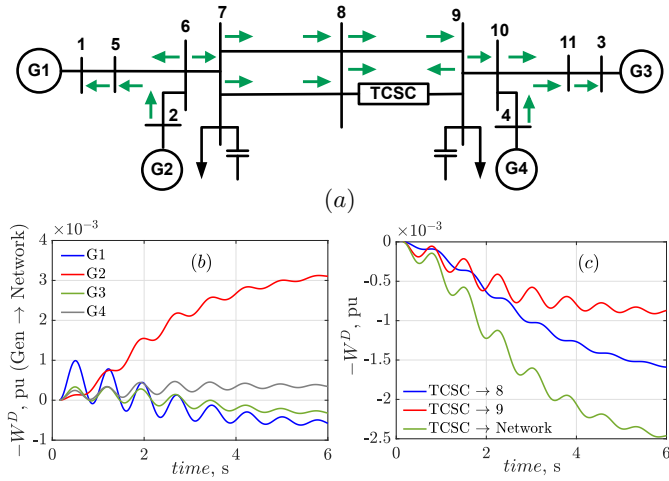 7 8 9
1 5 6 10 11 3
G1 G3
TCSC
2 4
G2 G4
(a)
×10⁻³
(b)
G1
G2
G3
G4
−W^D, pu (Gen → Network)
4
3
2
1
0
-1
0 2 4 6
time, s
×10⁻³
(c)
−W^D, pu
0
-0.5
-1
-1.5
-2
-2.5
TCSC → 8
TCSC → 9
TCSC → Network
0 2 4 6
time, s